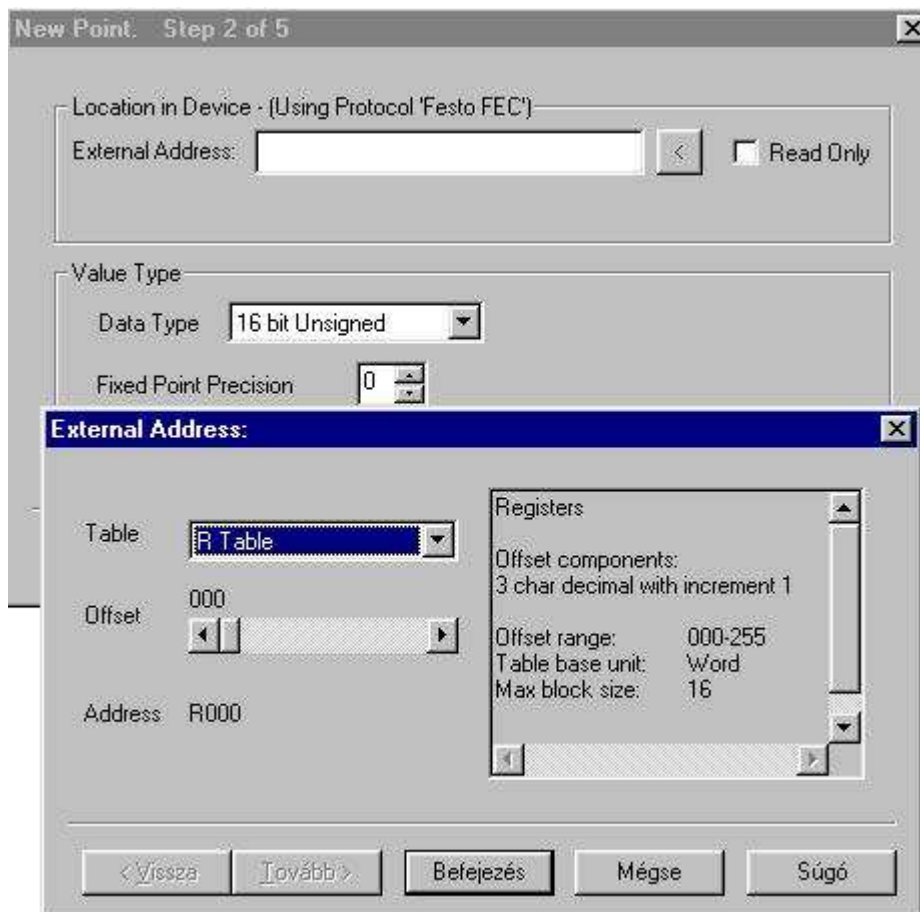 New Point. Step 2 of 5
Location in Device - (Using Protocol 'Festo FEC')
External Address:
<
Read Only
Value Type
Data Type 16 bit Unsigned
Fixed Point Precision 0
External Address:
Table R Table
Offset 000
Address R000
Registers
Offset components:
3 char decimal with increment 1
Offset range: 000-255
Table base unit: Word
Max block size: 16
< Vissza Tovább > Befejezés Mégse Súgó